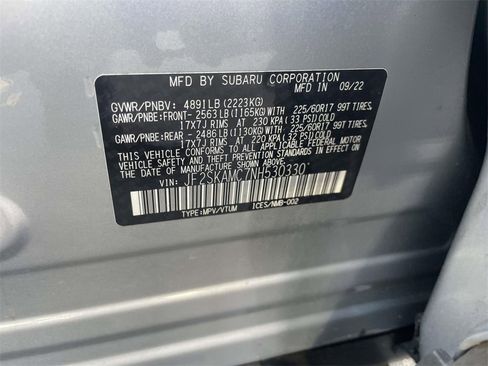 MFD BY SUBARU CORPORATION
MFD IN 09/22
GVWR/PNBV: 4891LB(2223KG)
GAWR/PNBE:FRONT- 2563LB(1165KG)WITH 225/60R17 99T TIRES,
17X7J RIMS AT 230 KPA(33 PSI)COLD
GAWR/PNBE:REAR - 2486LB(1130KG)WITH 225/60R17 99T TIRES,
17X7J RIMS AT 220 KPA(32 PSI)COLD
THIS VEHICLE CONFORMS TO ALL APPLICABLE FEDERAL MOTOR
VEHICLE SAFETY, BUMPER, AND THEFT PREVENTION STANDARDS IN EFFECT ON
THE DATE OF MANUFACTURE SHOWN ABOVE.
VIN: JF2SKAMC7NH530330
TYPE:MPV/VTUM ICES/NMB-002